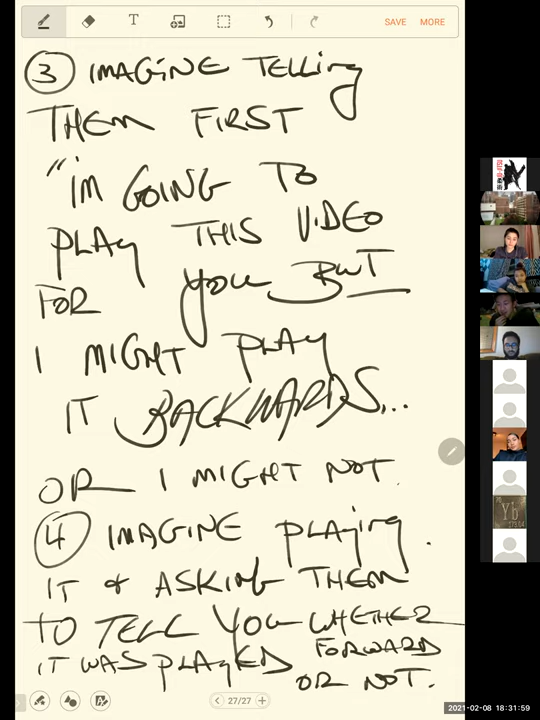 SAVE MORE
③ IMAGINE TELLING
THEM FIRST
"I'M GOING TO
PLAY THIS VIDEO
FOR YOU BUT
I MIGHT PLAY
IT BACKWARDS...
OR I MIGHT NOT.
④ IMAGINE PLAYING
IT & ASKING THEM
TO TELL YOU WHETHER
IT WAS PLAYED FORWARD
OR NOT.
27/27
Yb
2021-02-08 18:31:59